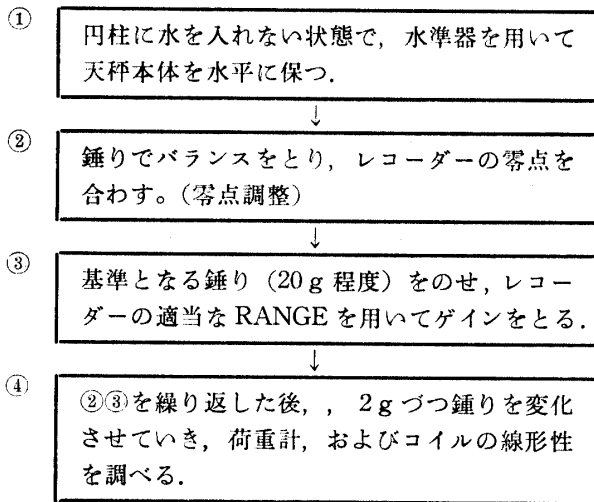 ①
円柱に水を入れない状態で，水準器を用いて
天秤本体を水平に保つ．
↓
②
錘りでバランスをとり，レコーダーの零点を
合わす。（零点調整）
↓
③
基準となる錘り（20ｇ程度）をのせ，レコー
ダーの適当な RANGE を用いてゲインをとる．
↓
④
②③を繰り返した後，，2ｇづつ錘りを変化
させていき，荷重計，およびコイルの線形性
を調べる．